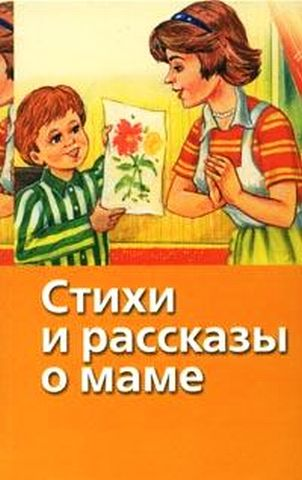 Стихи
и рассказы
о маме